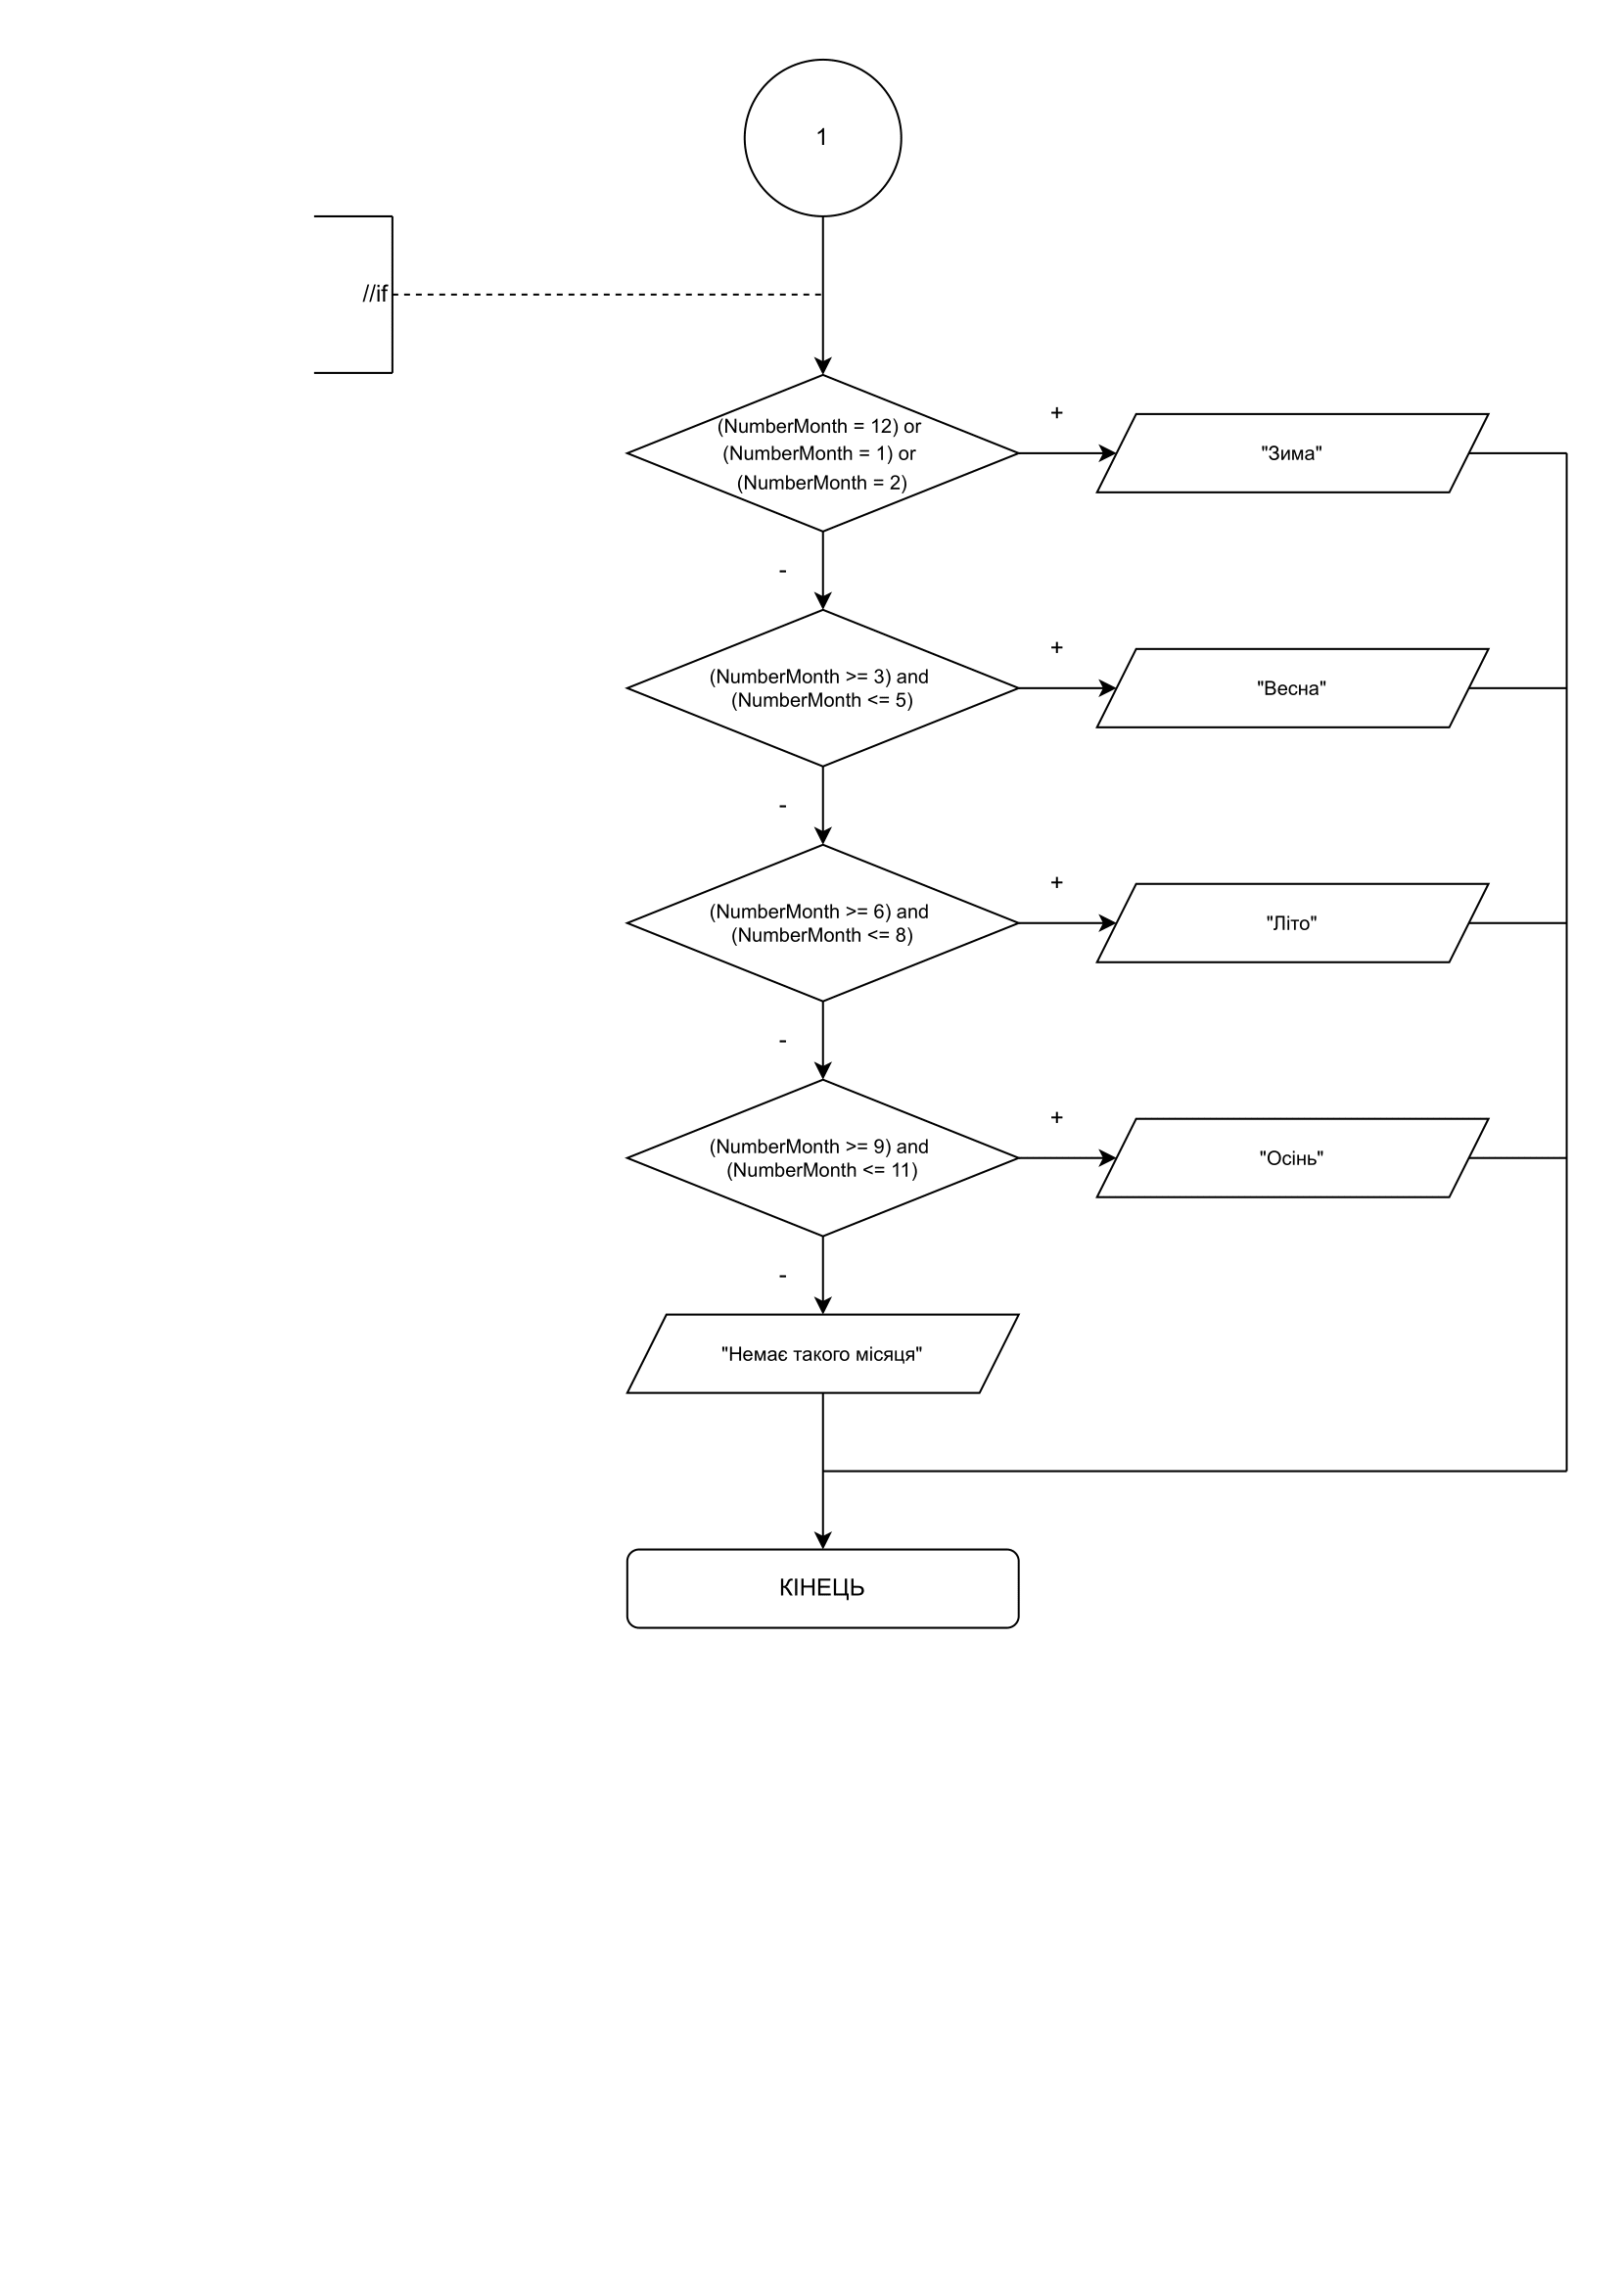 1
//if
(NumberMonth = 12) or
(NumberMonth = 1) or
(NumberMonth = 2)
+
"Зима"
-
(NumberMonth >= 3) and
(NumberMonth <= 5)
+
"Весна"
-
(NumberMonth >= 6) and
(NumberMonth <= 8)
+
"Літо"
-
(NumberMonth >= 9) and
(NumberMonth <= 11)
+
"Осінь"
-
"Немає такого місяця"
КІНЕЦЬ